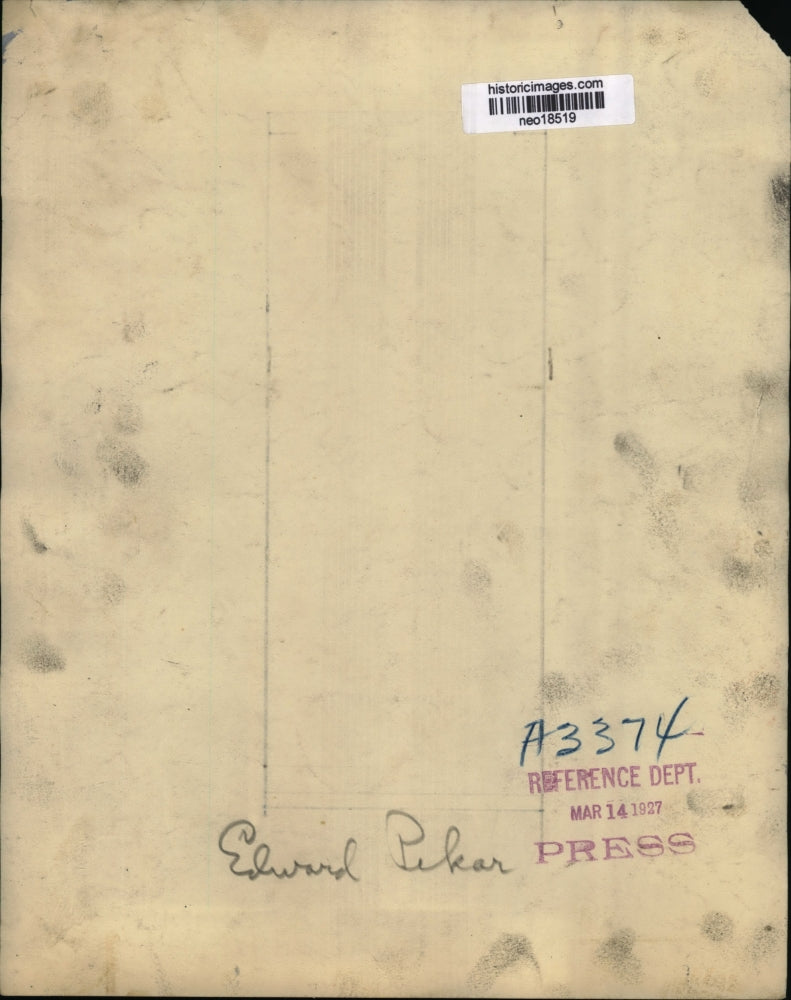 historicimages.com
neo18519
A3374
REFERENCE DEPT.
MAR 14 1927
PRESS
Edward Pekar